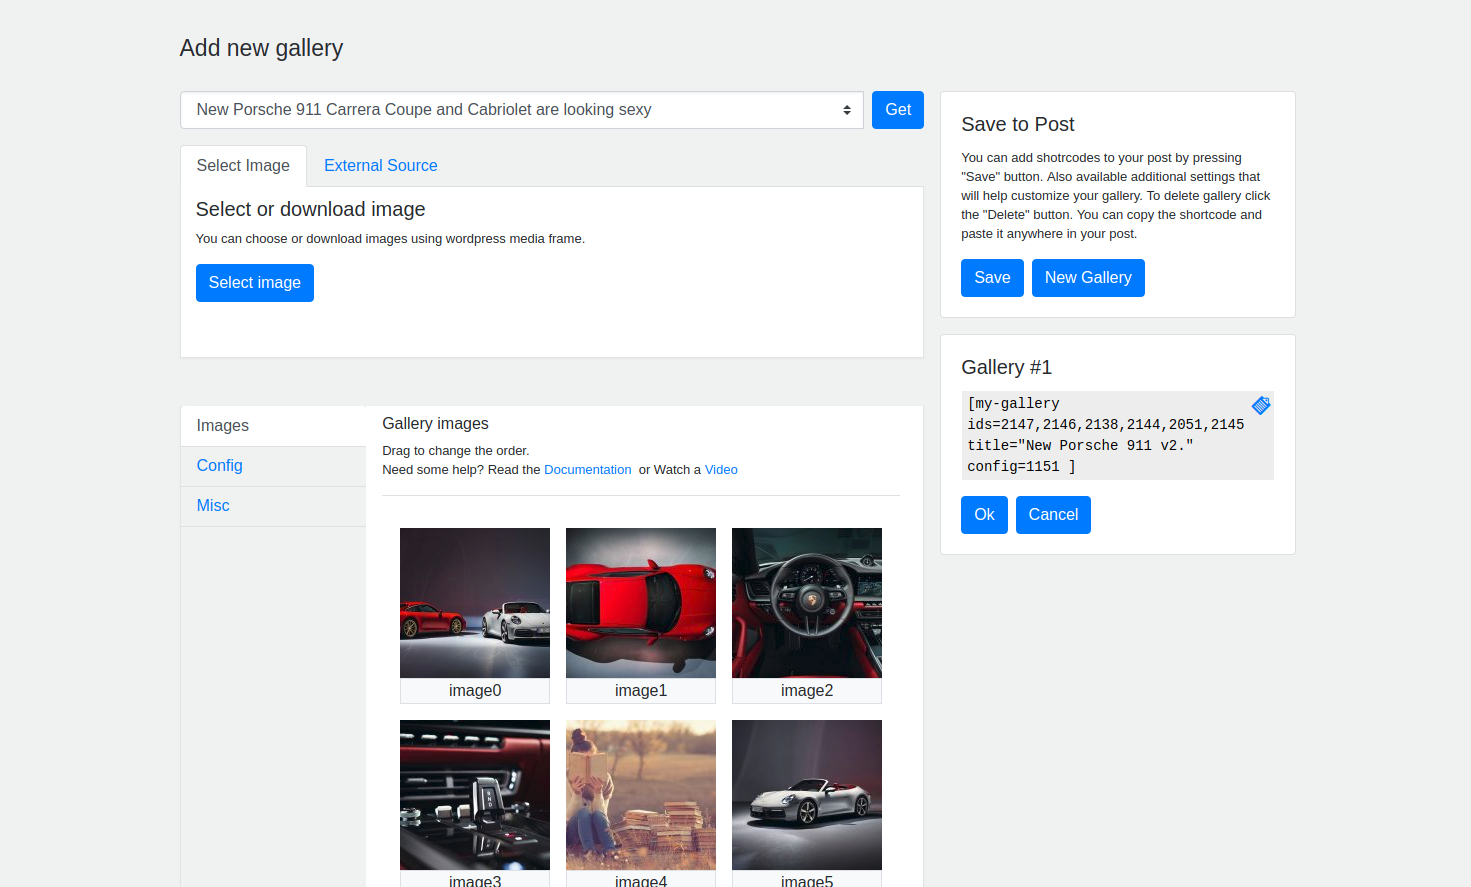 Add new gallery
New Porsche 911 Carrera Coupe and Cabriolet are looking sexy
Get
Select Image
External Source
Select or download image
You can choose or download images using wordpress media frame.
Select image
Save to Post
You can add shotrcodes to your post by pressing
"Save" button. Also available additional settings that
will help customize your gallery. To delete gallery click
the "Delete" button. You can copy the shortcode and
paste it anywhere in your post.
Save
New Gallery
Gallery #1
[my-gallery
ids=2147,2146,2138,2144,2051,2145
title="New Porsche 911 v2."
config=1151 ]
Ok
Cancel
Images
Config
Misc
Gallery images
Drag to change the order.
Need some help? Read the Documentation or Watch a Video
image0
image1
image2
image3
image4
image5